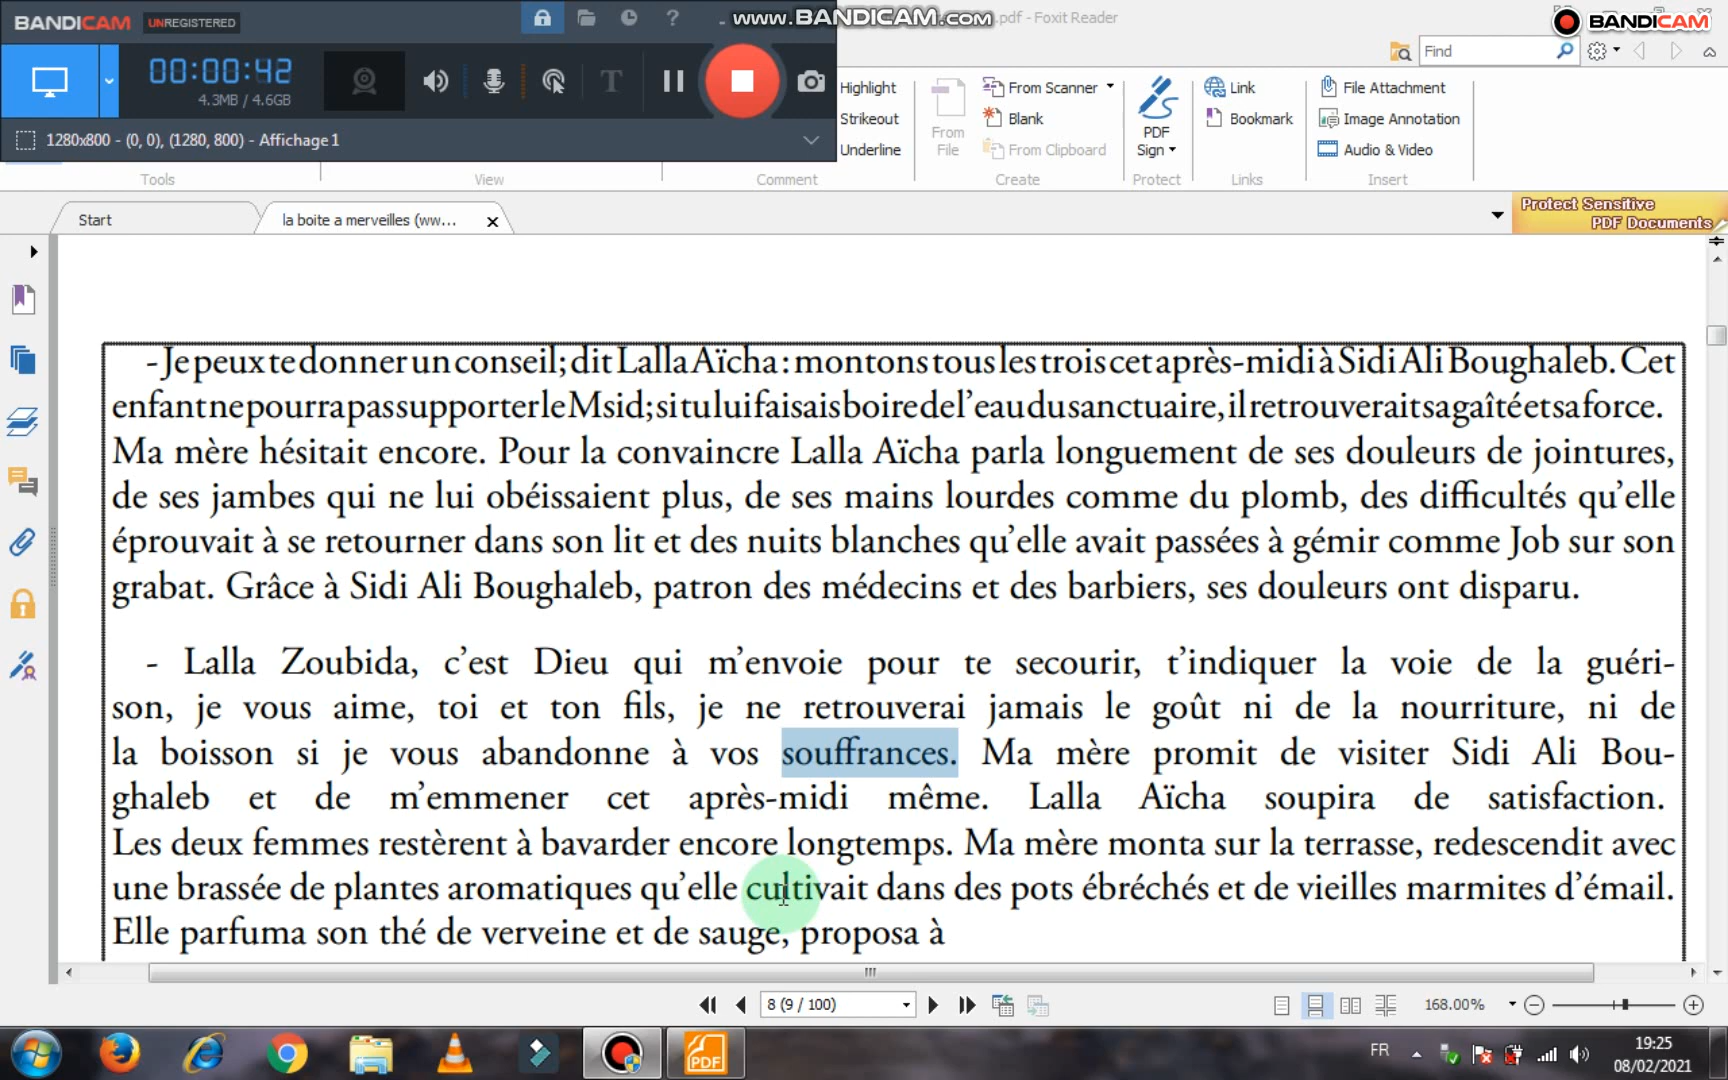 BANDICAM UNREGISTERED
www.BANDICAM.com
.pdf - Foxit Reader
BANDICAM
00:00:42
4.3MB / 4.6GB
1280x800 - (0, 0), (1280, 800) - Affichage 1
Find
Highlight
Strikeout
Underline
From File
From Scanner
Blank
From Clipboard
PDF Sign
Link
Bookmark
File Attachment
Image Annotation
Audio & Video
Tools View Comment Create Protect Links Insert
Start
la boite a merveilles (ww...
Protect Sensitive
PDF Documents
- Je peux te donner un conseil; dit Lalla Aïcha : montons tous les trois cet après-midi à Sidi Ali Boughaleb. Cet
enfant ne pourra pas supporter le Msid; si tu lui faisais boire de l’eau du sanctuaire, il retrouverait sa gaîté et sa force.
Ma mère hésitait encore. Pour la convaincre Lalla Aïcha parla longuement de ses douleurs de jointures,
de ses jambes qui ne lui obéissaient plus, de ses mains lourdes comme du plomb, des difficultés qu’elle
éprouvait à se retourner dans son lit et des nuits blanches qu’elle avait passées à gémir comme Job sur son
grabat. Grâce à Sidi Ali Boughaleb, patron des médecins et des barbiers, ses douleurs ont disparu.
- Lalla Zoubida, c’est Dieu qui m’envoie pour te secourir, t’indiquer la voie de la guéri-
son, je vous aime, toi et ton fils, je ne retrouverai jamais le goût ni de la nourriture, ni de
la boisson si je vous abandonne à vos souffrances. Ma mère promit de visiter Sidi Ali Bou-
ghaleb et de m’emmener cet après-midi même. Lalla Aïcha soupira de satisfaction.
Les deux femmes restèrent à bavarder encore longtemps. Ma mère monta sur la terrasse, redescendit avec
une brassée de plantes aromatiques qu’elle cultivait dans des pots ébréchés et de vieilles marmites d’émail.
Elle parfuma son thé de verveine et de sauge, proposa à
8 (9 / 100)
168.00%
PDF
FR
19:25
08/02/2021